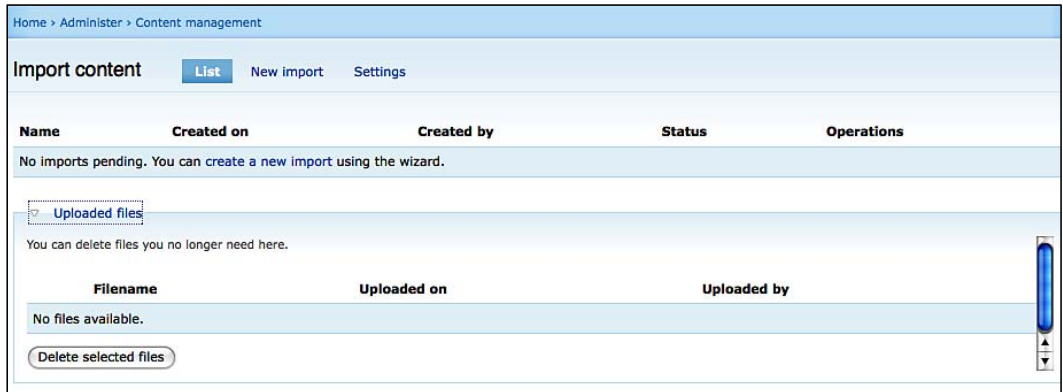 Home › Administer › Content management
Import content List New import Settings
Name Created on Created by Status Operations
No imports pending. You can create a new import using the wizard.
Uploaded files
You can delete files you no longer need here.
Filename Uploaded on Uploaded by
No files available.
Delete selected files